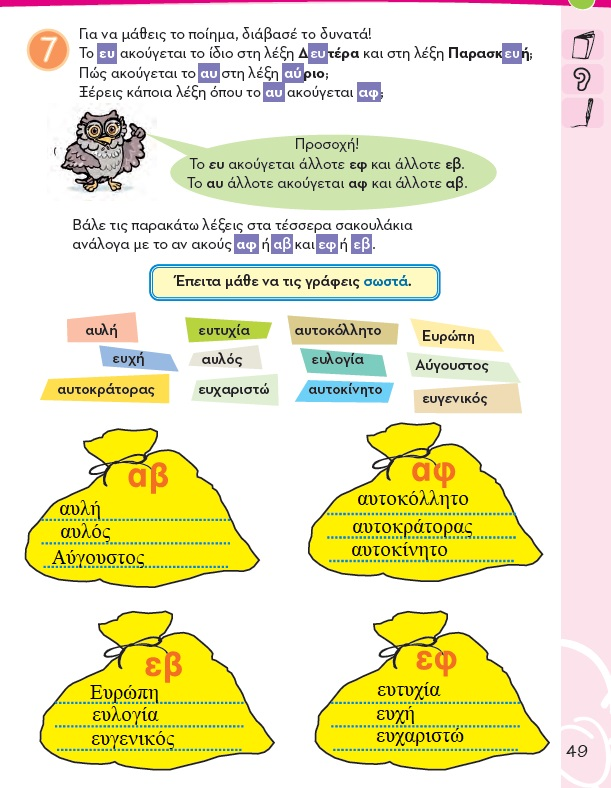 7
Για να μάθεις το ποίημα, διάβασέ το δυνατά!
Το ευ ακούγεται το ίδιο στη λέξη Δευτέρα και στη λέξη Παρασκευή;
Πώς ακούγεται το αυ στη λέξη αύριο;
Ξέρεις κάποια λέξη όπου το αυ ακούγεται αφ;
Προσοχή!
Το ευ ακούγεται άλλοτε εφ και άλλοτε εβ.
Το αυ άλλοτε ακούγεται αφ και άλλοτε αβ.
Βάλε τις παρακάτω λέξεις στα τέσσερα σακουλάκια
ανάλογα με το αν ακούς αφ ή αβ και εφ ή εβ.
Έπειτα μάθε να τις γράφεις σωστά.
αυλή ευτυχία αυτοκόλλητο Ευρώπη
ευχή αυλός ευλογία Αύγουστος
αυτοκράτορας ευχαριστώ αυτοκίνητο ευγενικός
αβ
αυλή
αυλός
Αύγουστος
αφ
αυτοκόλλητο
αυτοκράτορας
αυτοκίνητο
εβ
Ευρώπη
ευλογία
ευγενικός
εφ
ευτυχία
ευχή
ευχαριστώ
49